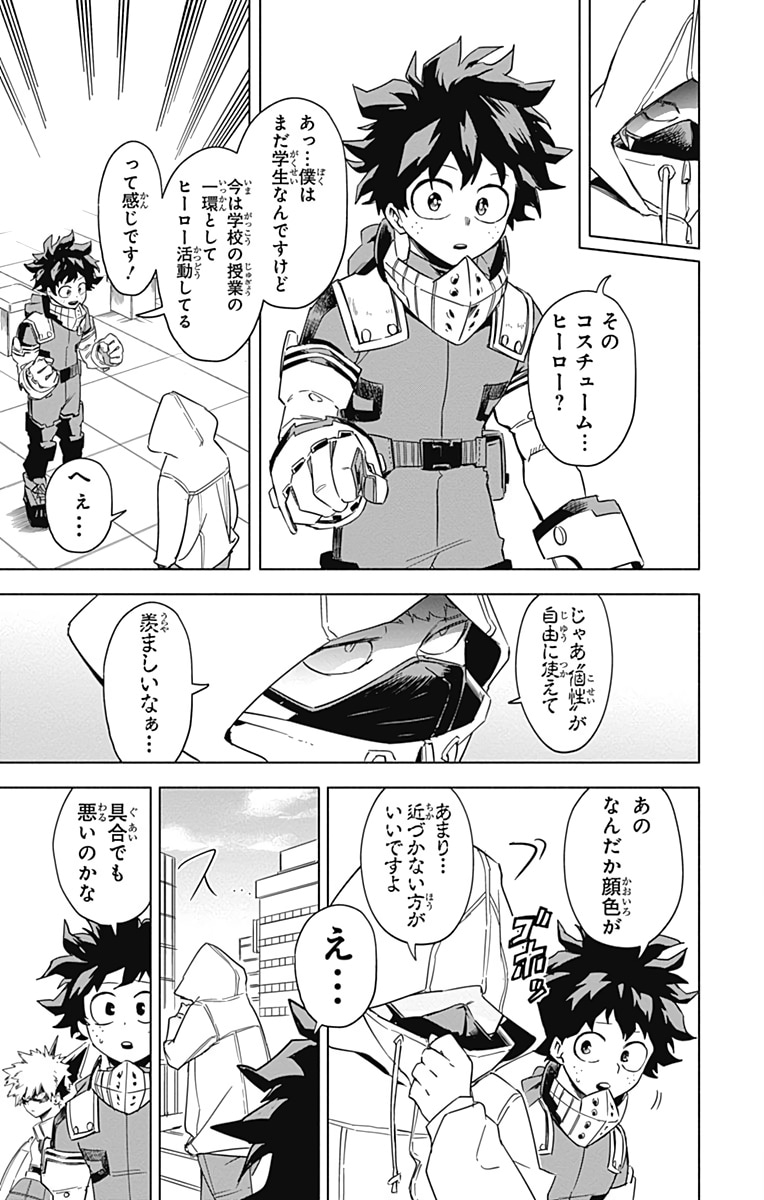 その
コスチューム…
ヒーロー？
あっ…僕は
まだ学生なんですけど
今は学校の授業の
一環として
ヒーロー活動してる
って感じです！
へぇ…
じゃあ“個性”が
自由に使えて
羨ましいなぁ…
あの
なんだか顔色が
あまり…
近づかない方が
いいですよ
え…
具合でも
悪いのかな